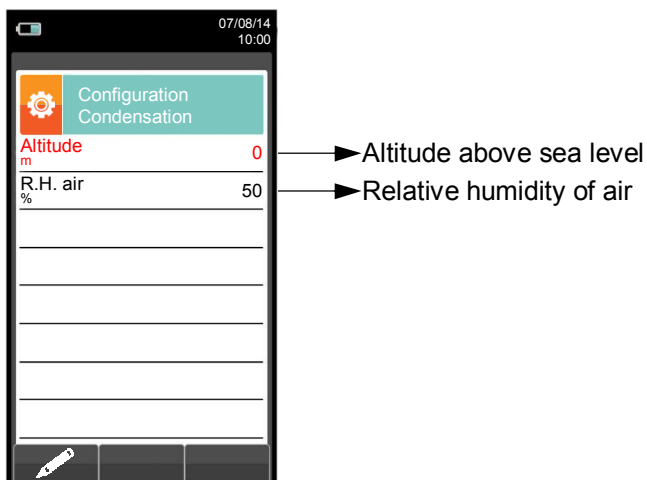 07/08/14
10:00
Configuration
Condensation
Altitude
m
0
Altitude above sea level
R.H. air
%
50
Relative humidity of air